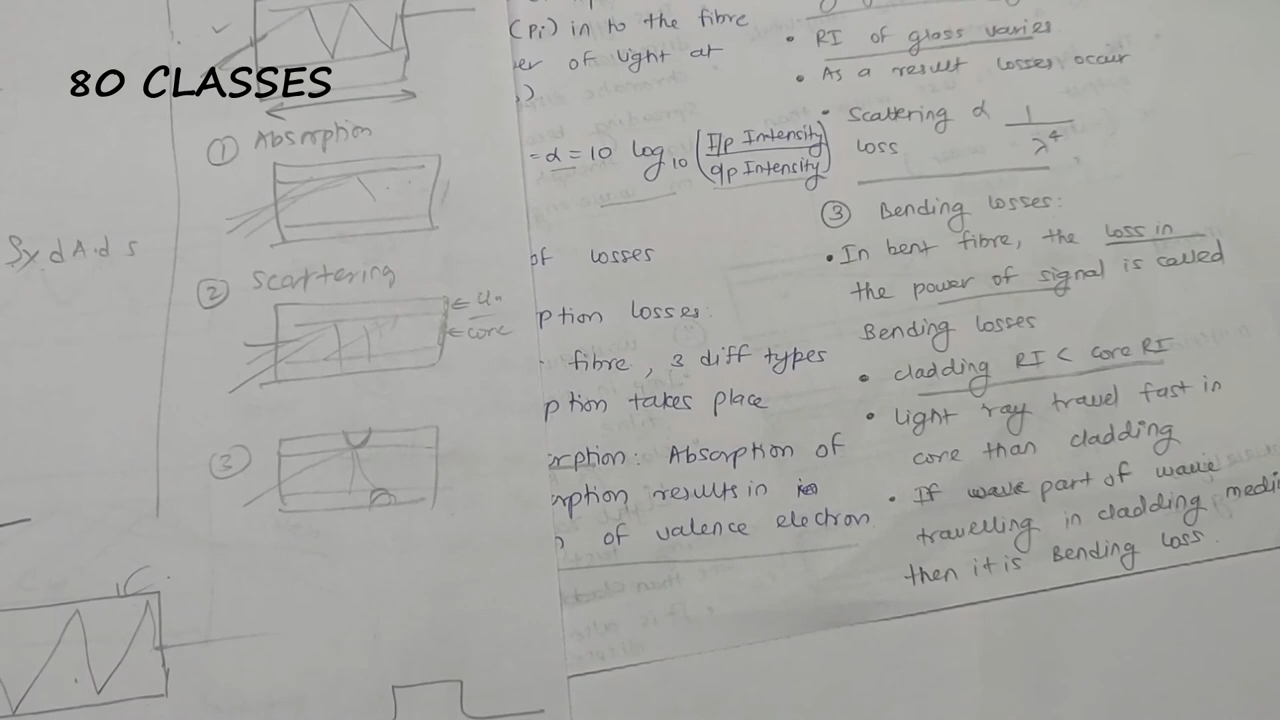 80 CLASSES
① Absrption
② Scattering
← core
③
(Pi) in to the fibre
er of light at
= α = 10 log10 (I/p Intensity / o/p Intensity)
of losses
ption losses:
fibre, 3 diff types
ption takes place
rption: Absorption of
rption results in
of valence electron
• RI of glass varies
• As a result losses occur
• Scattering α 1/λ⁴
loss
③ Bending losses:
• In bent fibre, the loss in
the power of signal is called
Bending losses
• cladding RI < core RI
• light ray travel fast in
core than cladding
• If wave part of wave
travelling in cladding medi
then it is Bending loss.